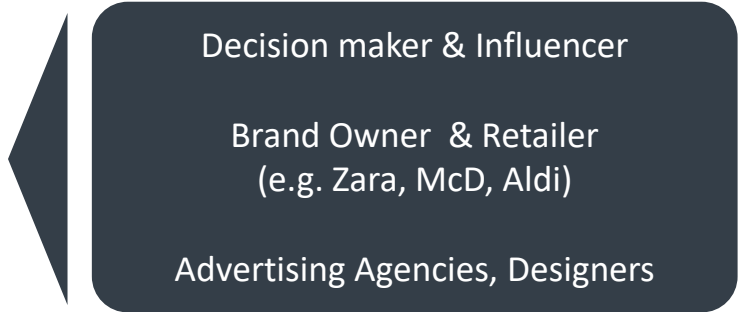 Decision maker & Influencer
Brand Owner & Retailer
(e.g. Zara, McD, Aldi)
Advertising Agencies, Designers